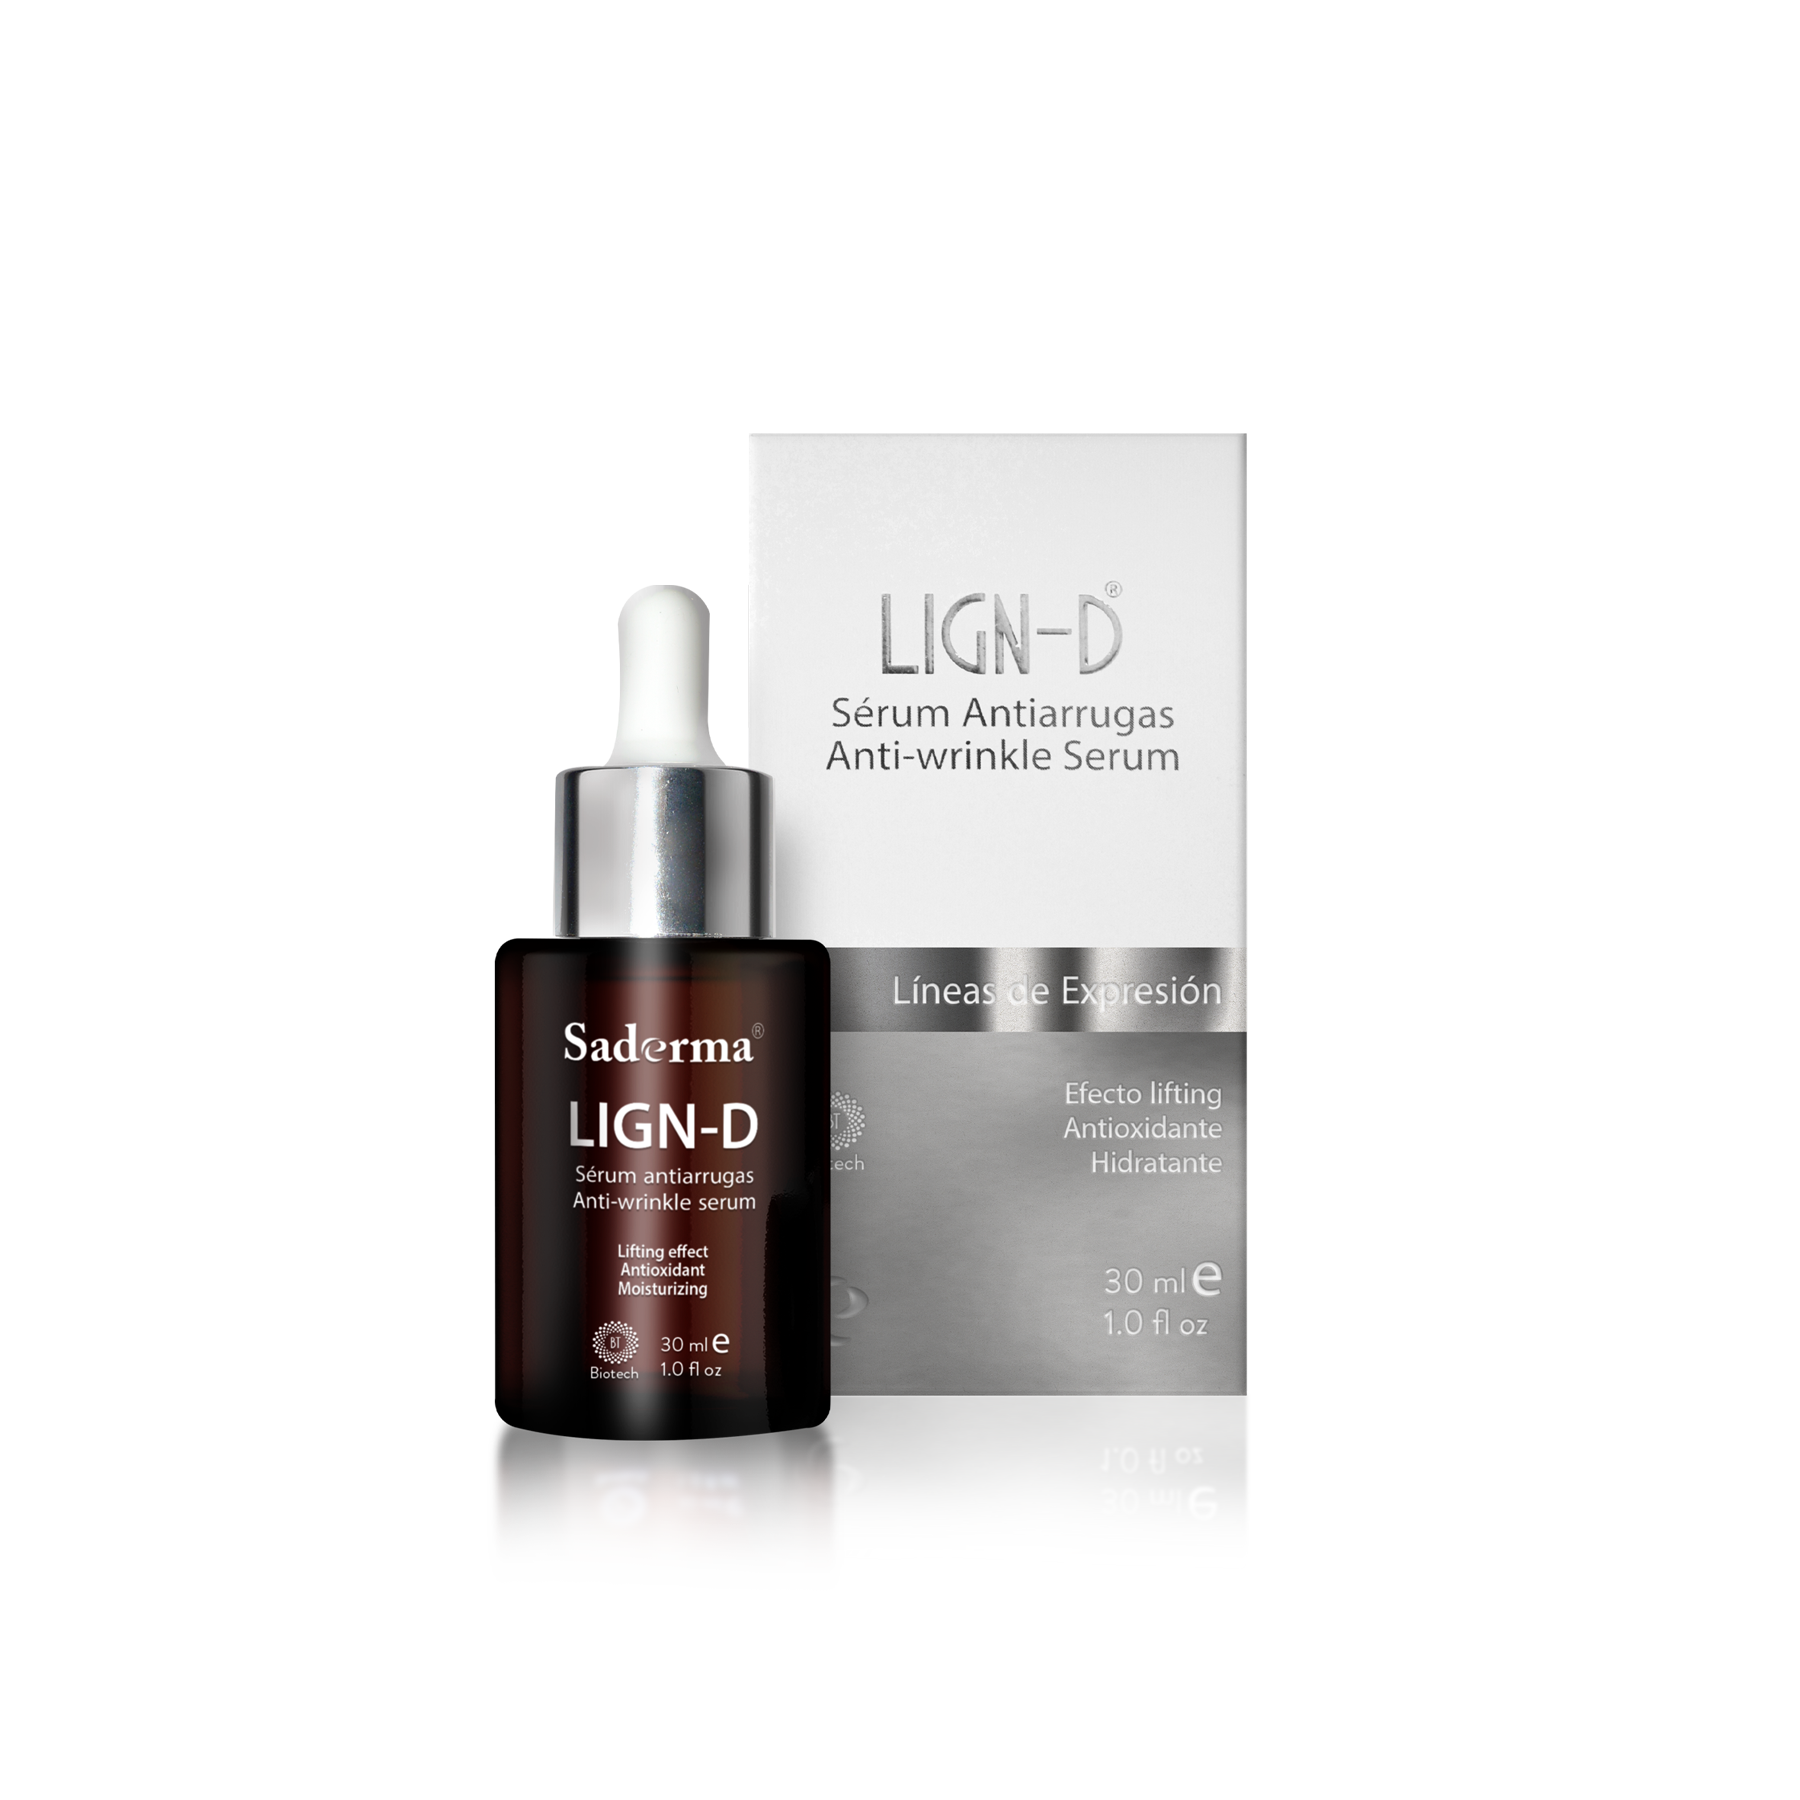 LIGN-D®
Sérum Antiarrugas
Anti-wrinkle Serum
Líneas de Expresión
Efecto lifting
Antioxidante
Hidratante
30 ml e
1.0 fl oz
Saderma®
LIGN-D
Sérum antiarrugas
Anti-wrinkle serum
Lifting effect
Antioxidant
Moisturizing
BT
Biotech
30 ml e
1.0 fl oz